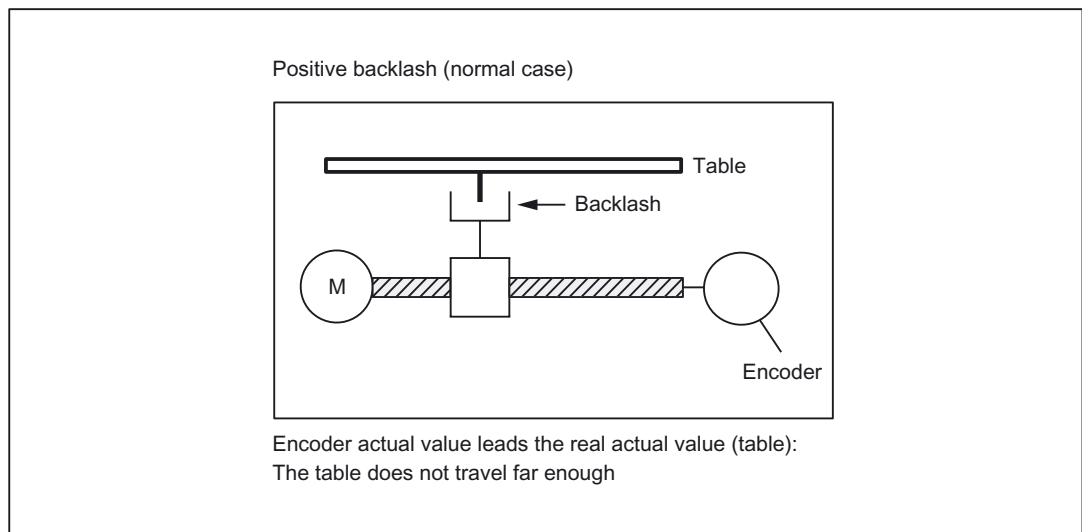 Positive backlash (normal case)
Table
Backlash
M
Encoder
Encoder actual value leads the real actual value (table):
The table does not travel far enough